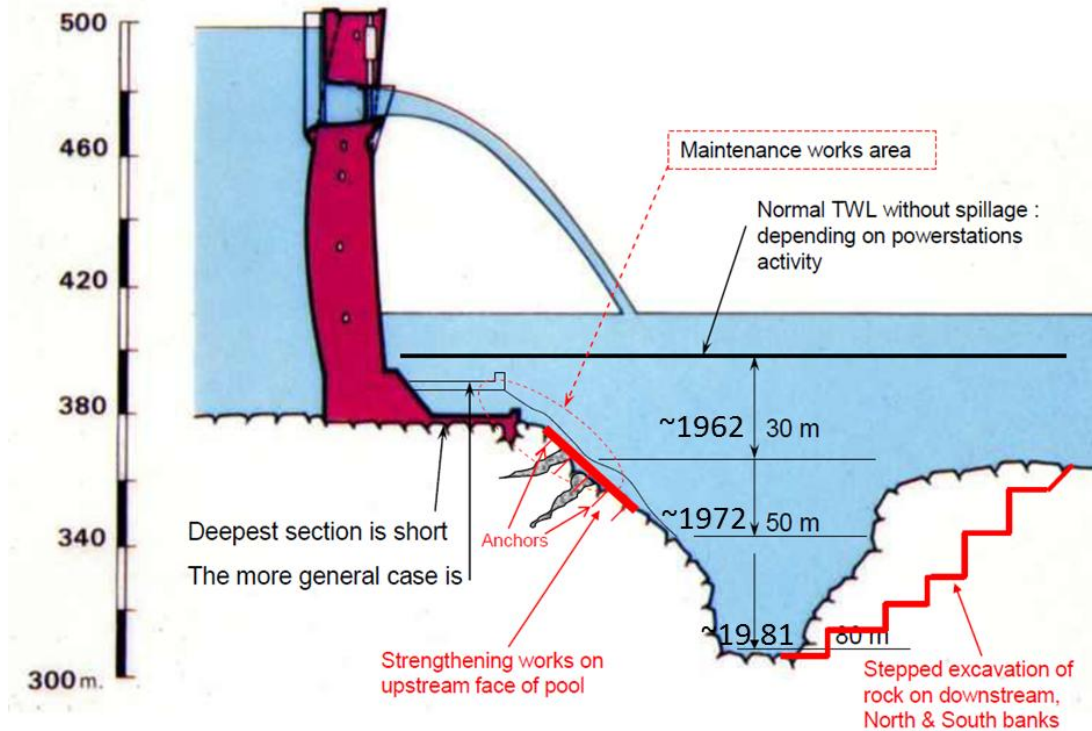 500
460
420
380
340
300 m.
Maintenance works area
Normal TWL without spillage :
depending on powerstations
activity
~1962 30 m
~1972 50 m
~19.81 80 m
Deepest section is short
The more general case is
Anchors
Strengthening works on
upstream face of pool
Stepped excavation of
rock on downstream,
North & South banks